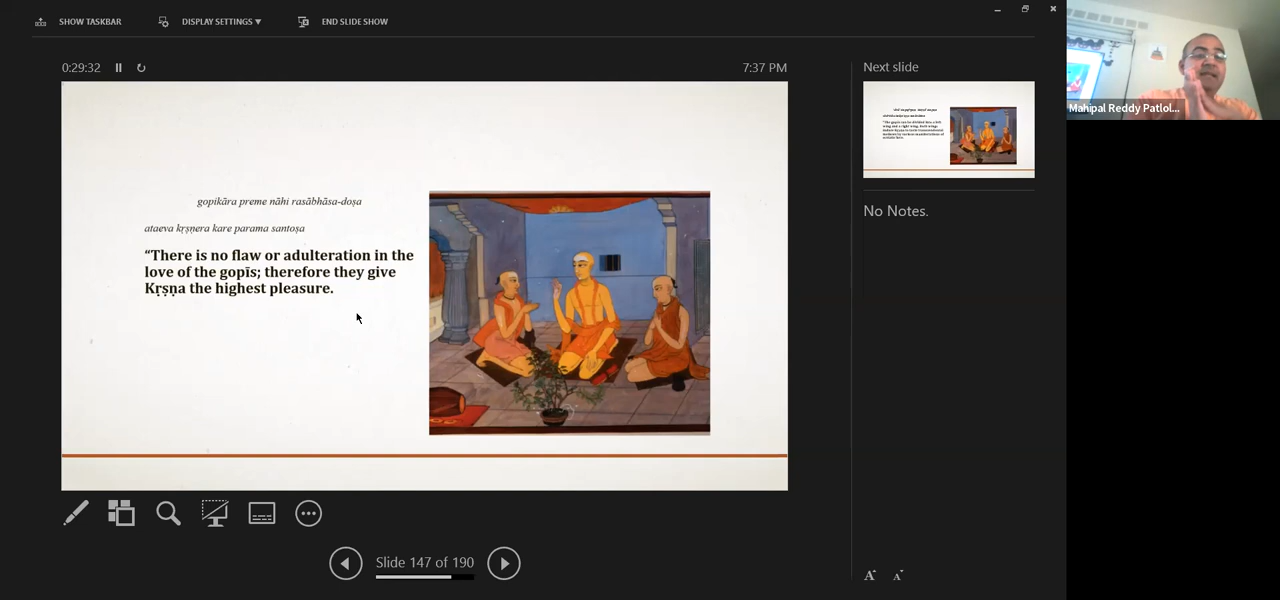 SHOW TASKBAR
DISPLAY SETTINGS ▼
END SLIDE SHOW
0:29:32
7:37 PM
gopikāra preme nāhi rasābhāsa-doṣa
ataeva kṛṣṇera kare parama santoṣa
“There is no flaw or adulteration in the
love of the gopīs; therefore they give
Kṛṣṇa the highest pleasure.
Slide 147 of 190
Next slide
No Notes.
Mahipal Reddy Patlol...